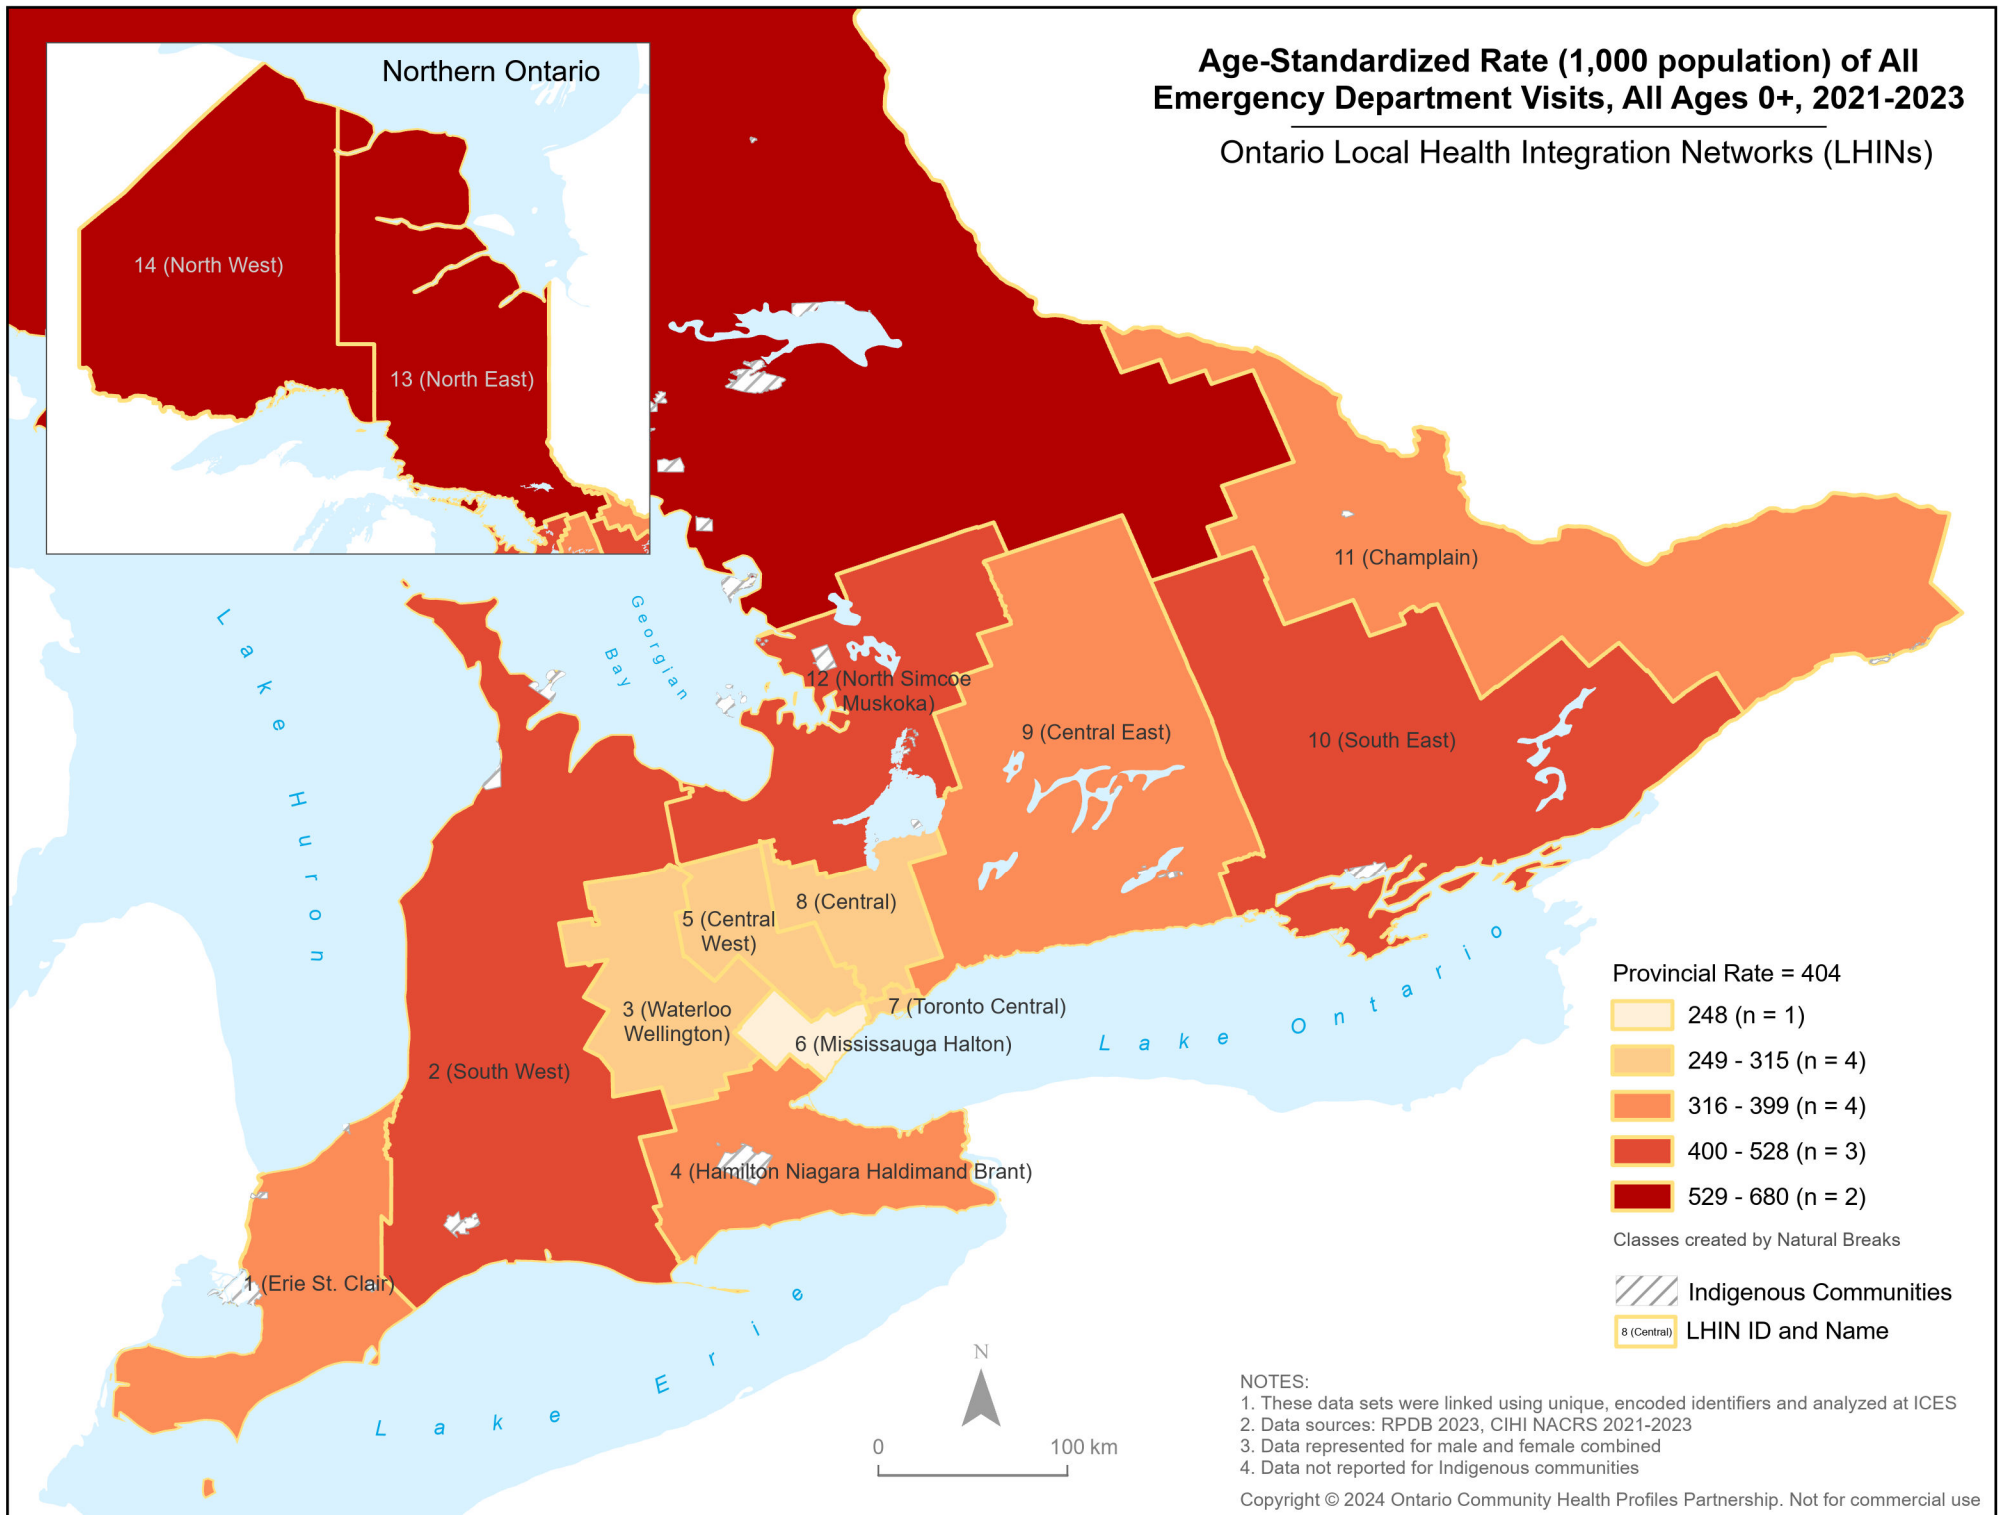 Age-Standardized Rate (1,000 population) of All
Emergency Department Visits, All Ages 0+, 2021-2023
Ontario Local Health Integration Networks (LHINs)
Northern Ontario
14 (North West)
13 (North East)
11 (Champlain)
12 (North Simcoe
Muskoka)
9 (Central East)
10 (South East)
8 (Central)
5 (Central
West)
3 (Waterloo
Wellington)
7 (Toronto Central)
6 (Mississauga Halton)
2 (South West)
4 (Hamilton Niagara Haldimand Brant)
1 (Erie St. Clair)
Lake Huron
Georgian
Bay
Lake Ontario
Lake Erie
N
0 100 km
Provincial Rate = 404
248 (n = 1)
249 - 315 (n = 4)
316 - 399 (n = 4)
400 - 528 (n = 3)
529 - 680 (n = 2)
Classes created by Natural Breaks
Indigenous Communities
8 (Central) LHIN ID and Name
NOTES:
1. These data sets were linked using unique, encoded identifiers and analyzed at ICES
2. Data sources: RPDB 2023, CIHI NACRS 2021-2023
3. Data represented for male and female combined
4. Data not reported for Indigenous communities
Copyright © 2024 Ontario Community Health Profiles Partnership. Not for commercial use